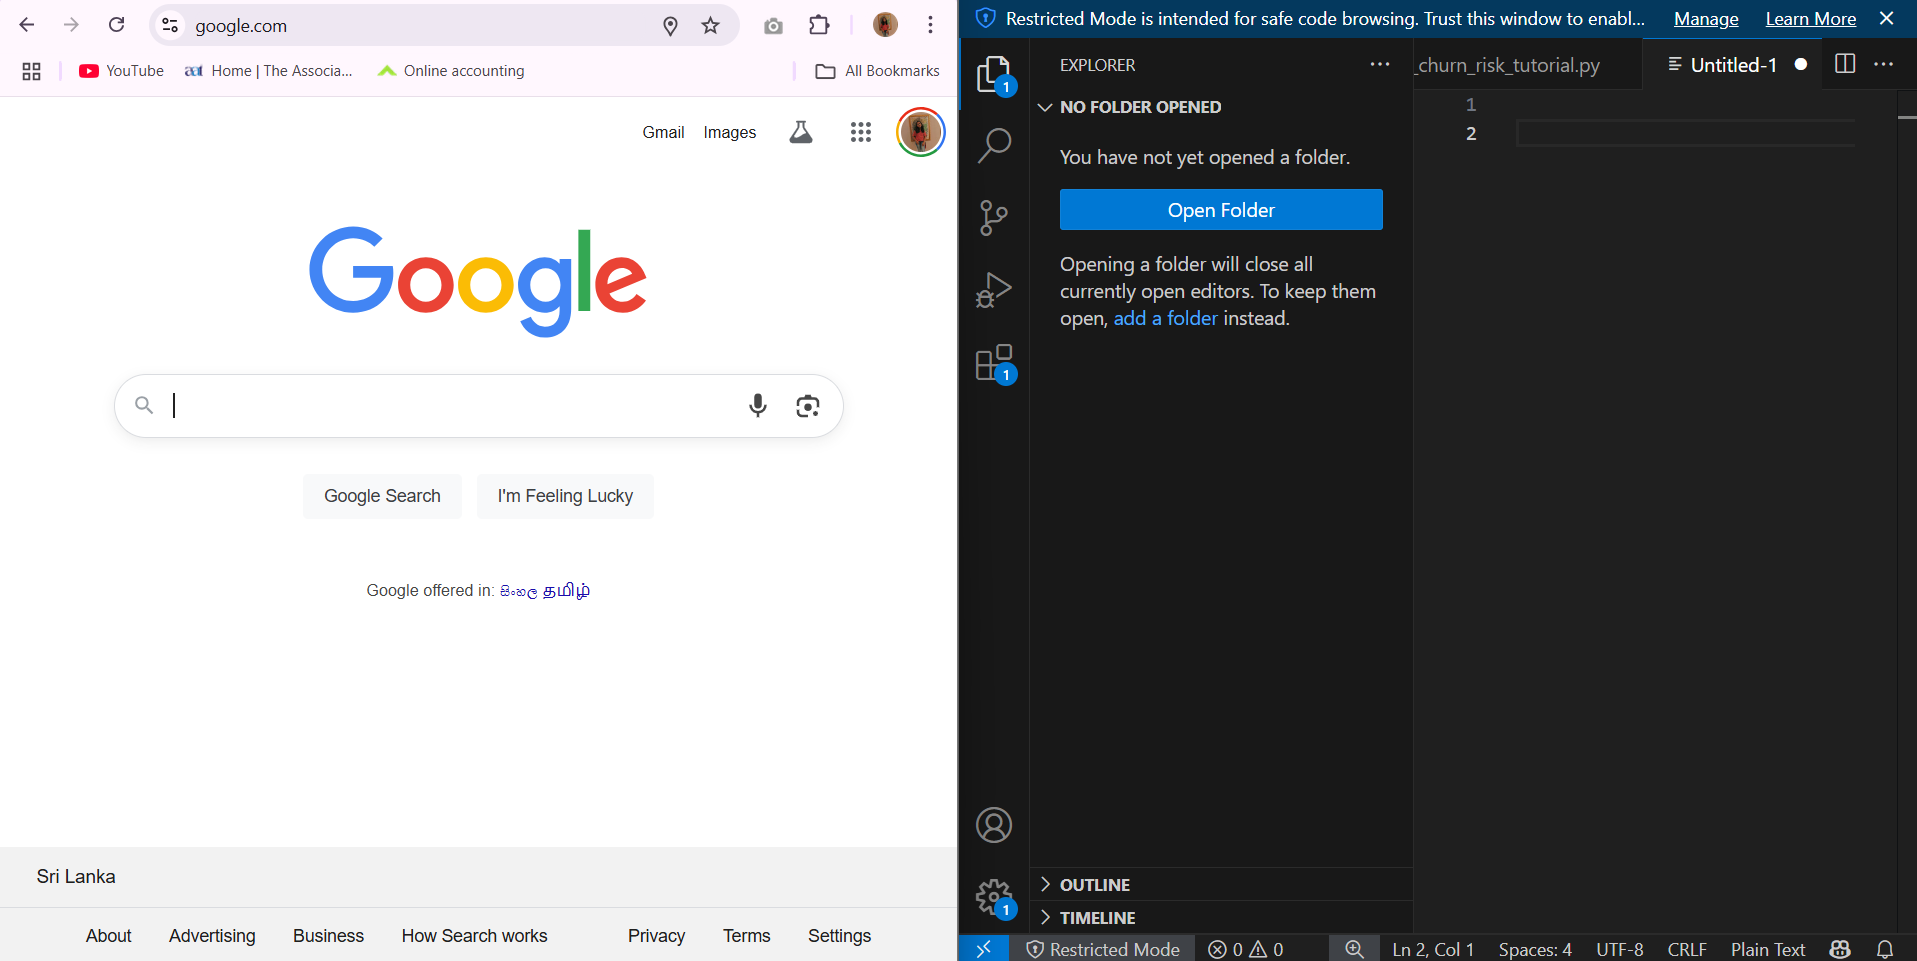 google.com
YouTube
aat Home | The Associa...
Online accounting
All Bookmarks
Gmail Images
Google
Google Search
I'm Feeling Lucky
Google offered in: සිංහල தமிழ்
Sri Lanka
About Advertising Business How Search works Privacy Terms Settings
Restricted Mode is intended for safe code browsing. Trust this window to enabl... Manage Learn More
EXPLORER
_churn_risk_tutorial.py
Untitled-1
NO FOLDER OPENED
1
2
You have not yet opened a folder.
Open Folder
Opening a folder will close all
currently open editors. To keep them
open, add a folder instead.
1
1
1
OUTLINE
TIMELINE
Restricted Mode 0 0 Ln 2, Col 1 Spaces: 4 UTF-8 CRLF Plain Text